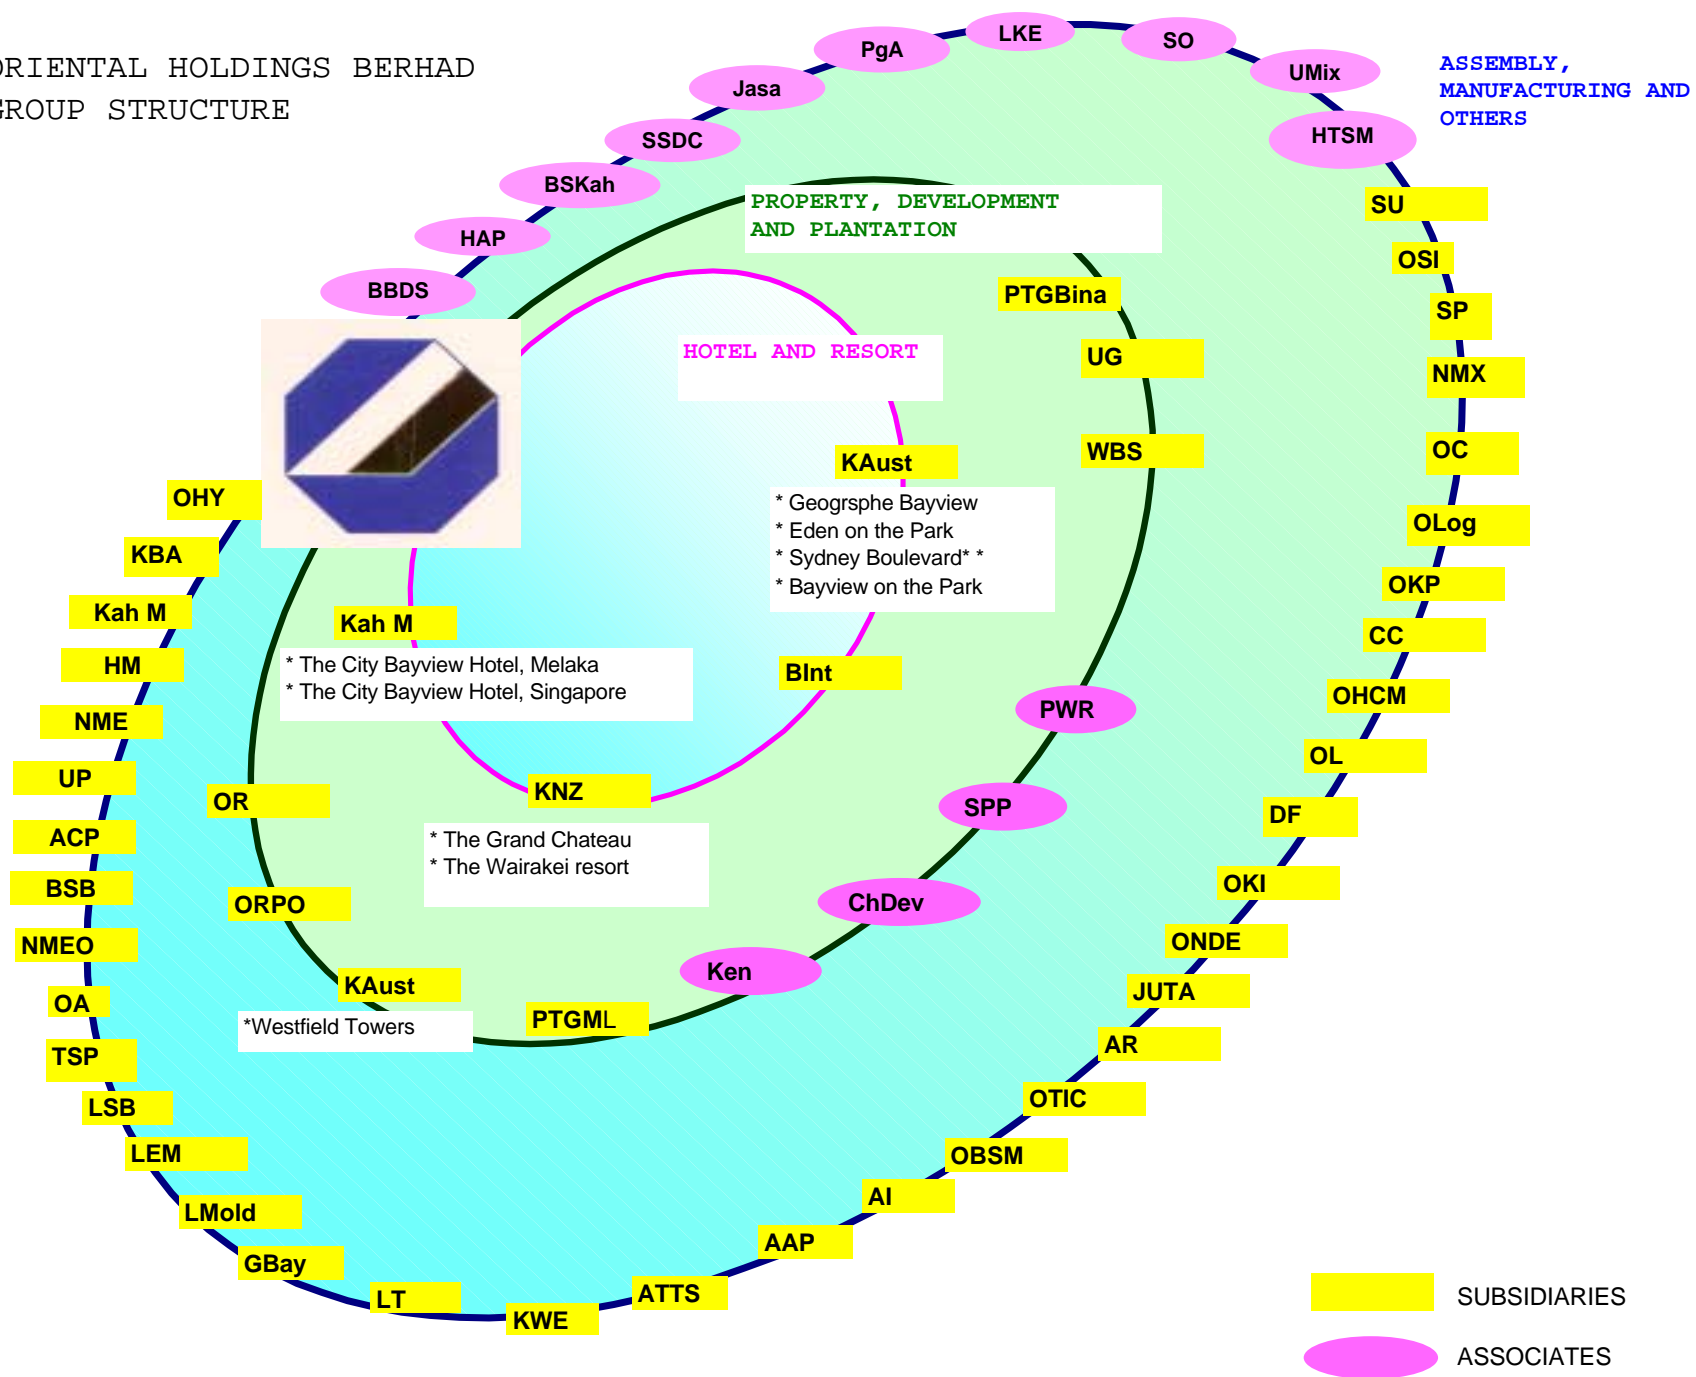 ORIENTAL HOLDINGS BERHAD
GROUP STRUCTURE
ASSEMBLY,
MANUFACTURING AND
OTHERS
BBDS
HAP
BSKah
SSDC
Jasa
PgA
LKE
SO
UMix
HTSM
SU
OSI
SP
NMX
OC
OLog
OKP
CC
OHCM
OL
DF
OKI
ONDE
JUTA
AR
OTIC
OBSM
AI
AAP
ATTS
KWE
LT
GBay
LMold
LEM
LSB
TSP
OA
NMEO
BSB
ACP
UP
NME
HM
Kah M
KBA
OHY
PROPERTY, DEVELOPMENT
AND PLANTATION
PTGBina
UG
WBS
PWR
SPP
ChDev
Ken
PTGML
KAust
*Westfield Towers
ORPO
OR
HOTEL AND RESORT
KAust
* Geogrsphe Bayview
* Eden on the Park
* Sydney Boulevard* *
* Bayview on the Park
BInt
KNZ
* The Grand Chateau
* The Wairakei resort
Kah M
* The City Bayview Hotel, Melaka
* The City Bayview Hotel, Singapore
SUBSIDIARIES
ASSOCIATES